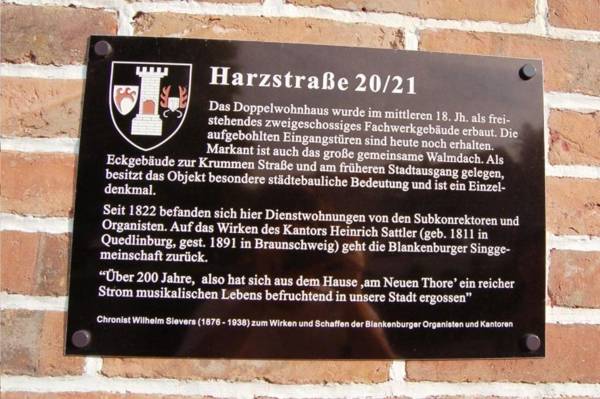 Harzstraße 20/21
Das Doppelwohnhaus wurde im mittleren 18. Jh. als frei-
stehendes zweigeschossiges Fachwerkgebäude erbaut. Die
aufgebohlten Eingangstüren sind heute noch erhalten.
Markant ist auch das große gemeinsame Walmdach. Als
Eckgebäude zur Krummen Straße und am früheren Stadtausgang gelegen,
besitzt das Objekt besondere städtebauliche Bedeutung und ist ein Einzel-
denkmal.
Seit 1822 befanden sich hier Dienstwohnungen von den Subkonrektoren und
Organisten. Auf das Wirken des Kantors Heinrich Sattler (geb. 1811 in
Quedlinburg, gest. 1891 in Braunschweig) geht die Blankenburger Singge-
meinschaft zurück.
“Über 200 Jahre,  also hat sich aus dem Hause ‚am Neuen Thore’ ein reicher
Strom musikalischen Lebens befruchtend in unsere Stadt ergossen”
Chronist Wilhelm Sievers (1876 - 1938) zum Wirken und Schaffen der Blankenburger Organisten und Kantoren